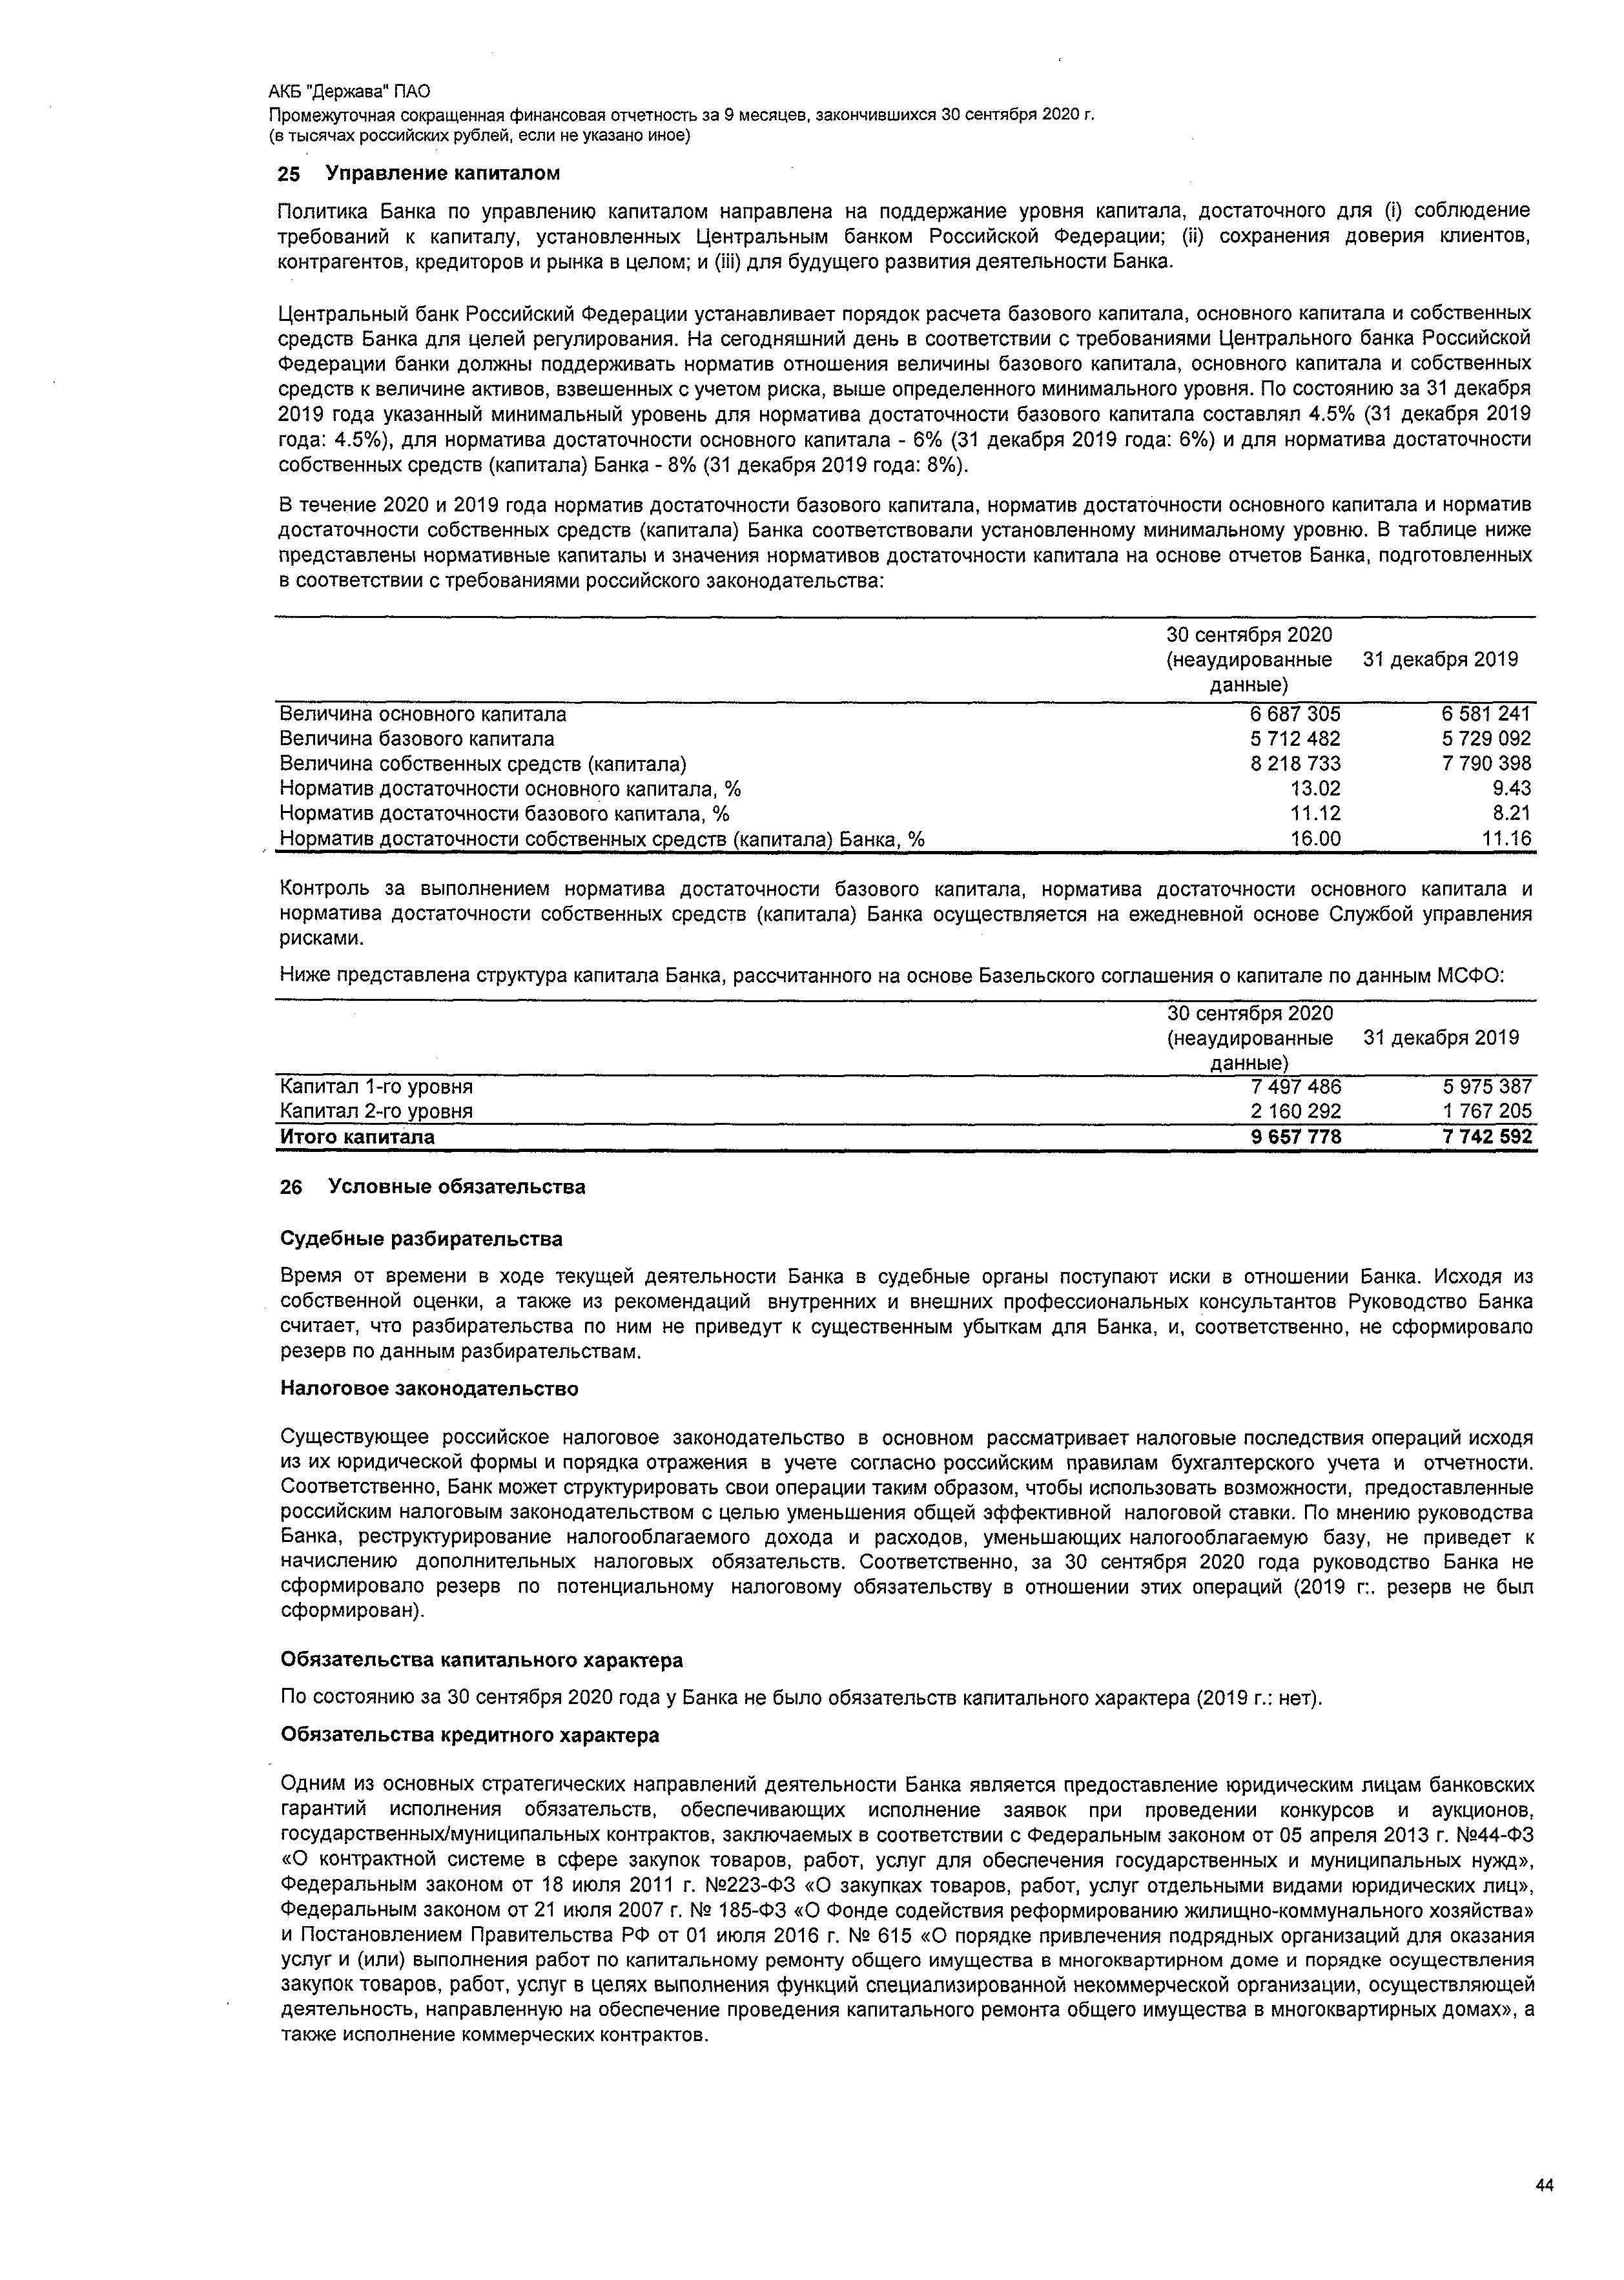 АКБ "Держава" ПАО
Промежуточная сокращенная финансовая отчетность за 9 месяцев, закончившихся 30 сентября 2020 г.
(в тысячах российских рублей, если не указано иное)
25 Управление капиталом
Политика Банка по управлению капиталом направлена на поддержание уровня капитала, достаточного для (i) соблюдение
требований к капиталу, установленных Центральным банком Российской Федерации; (ii) сохранения доверия клиентов,
контрагентов, кредиторов и рынка в целом; и (iii) для будущего развития деятельности Банка.
Центральный банк Российский Федерации устанавливает порядок расчета базового капитала, основного капитала и собственных
средств Банка для целей регулирования. На сегодняшний день в соответствии с требованиями Центрального банка Российской
Федерации банки должны поддерживать норматив отношения величины базового капитала, основного капитала и собственных
средств к величине активов, взвешенных с учетом риска, выше определенного минимального уровня. По состоянию за 31 декабря
2019 года указанный минимальный уровень для норматива достаточности базового капитала составлял 4.5% (31 декабря 2019
года: 4.5%), для норматива достаточности основного капитала - 6% (31 декабря 2019 года: 6%) и для норматива достаточности
собственных средств (капитала) Банка - 8% (31 декабря 2019 года: 8%).
В течение 2020 и 2019 года норматив достаточности базового капитала, норматив достаточности основного капитала и норматив
достаточности собственных средств (капитала) Банка соответствовали установленному минимальному уровню. В таблице ниже
представлены нормативные капиталы и значения нормативов достаточности капитала на основе отчетов Банка, подготовленных
в соответствии с требованиями российского законодательства:
30 сентября 2020
(неаудированные 31 декабря 2019
данные)
Величина основного капитала 6 687 305 6 581 241
Величина базового капитала 5 712 482 5 729 092
Величина собственных средств (капитала) 8 218 733 7 790 398
Норматив достаточности основного капитала, % 13.02 9.43
Норматив достаточности базового капитала, % 11.12 8.21
Норматив достаточности собственных средств (капитала) Банка, % 16.00 11.16
Контроль за выполнением норматива достаточности базового капитала, норматива достаточности основного капитала и
норматива достаточности собственных средств (капитала) Банка осуществляется на ежедневной основе Службой управления
рисками.
Ниже представлена структура капитала Банка, рассчитанного на основе Базельского соглашения о капитале по данным МСФО:
30 сентября 2020
(неаудированные 31 декабря 2019
данные)
Капитал 1-го уровня 7 497 486 5 975 387
Капитал 2-го уровня 2 160 292 1 767 205
Итого капитала 9 657 778 7 742 592
26 Условные обязательства
Судебные разбирательства
Время от времени в ходе текущей деятельности Банка в судебные органы поступают иски в отношении Банка. Исходя из
собственной оценки, а также из рекомендаций внутренних и внешних профессиональных консультантов Руководство Банка
считает, что разбирательства по ним не приведут к существенным убыткам для Банка, и, соответственно, не сформировало
резерв по данным разбирательствам.
Налоговое законодательство
Существующее российское налоговое законодательство в основном рассматривает налоговые последствия операций исходя
из их юридической формы и порядка отражения в учете согласно российским правилам бухгалтерского учета и отчетности.
Соответственно, Банк может структурировать свои операции таким образом, чтобы использовать возможности, предоставленные
российским налоговым законодательством с целью уменьшения общей эффективной налоговой ставки. По мнению руководства
Банка, реструктурирование налогооблагаемого дохода и расходов, уменьшающих налогооблагаемую базу, не приведет к
начислению дополнительных налоговых обязательств. Соответственно, за 30 сентября 2020 года руководство Банка не
сформировало резерв по потенциальному налоговому обязательству в отношении этих операций (2019 г:. резерв не был
сформирован).
Обязательства капитального характера
По состоянию за 30 сентября 2020 года у Банка не было обязательств капитального характера (2019 г.: нет).
Обязательства кредитного характера
Одним из основных стратегических направлений деятельности Банка является предоставление юридическим лицам банковских
гарантий исполнения обязательств, обеспечивающих исполнение заявок при проведении конкурсов и аукционов,
государственных/муниципальных контрактов, заключаемых в соответствии с Федеральным законом от 05 апреля 2013 г. №44-ФЗ
«О контрактной системе в сфере закупок товаров, работ, услуг для обеспечения государственных и муниципальных нужд»,
Федеральным законом от 18 июля 2011 г. №223-ФЗ «О закупках товаров, работ, услуг отдельными видами юридических лиц»,
Федеральным законом от 21 июля 2007 г. № 185-ФЗ «О Фонде содействия реформированию жилищно-коммунального хозяйства»
и Постановлением Правительства РФ от 01 июля 2016 г. № 615 «О порядке привлечения подрядных организаций для оказания
услуг и (или) выполнения работ по капитальному ремонту общего имущества в многоквартирном доме и порядке осуществления
закупок товаров, работ, услуг в целях выполнения функций специализированной некоммерческой организации, осуществляющей
деятельность, направленную на обеспечение проведения капитального ремонта общего имущества в многоквартирных домах», а
также исполнение коммерческих контрактов.
44